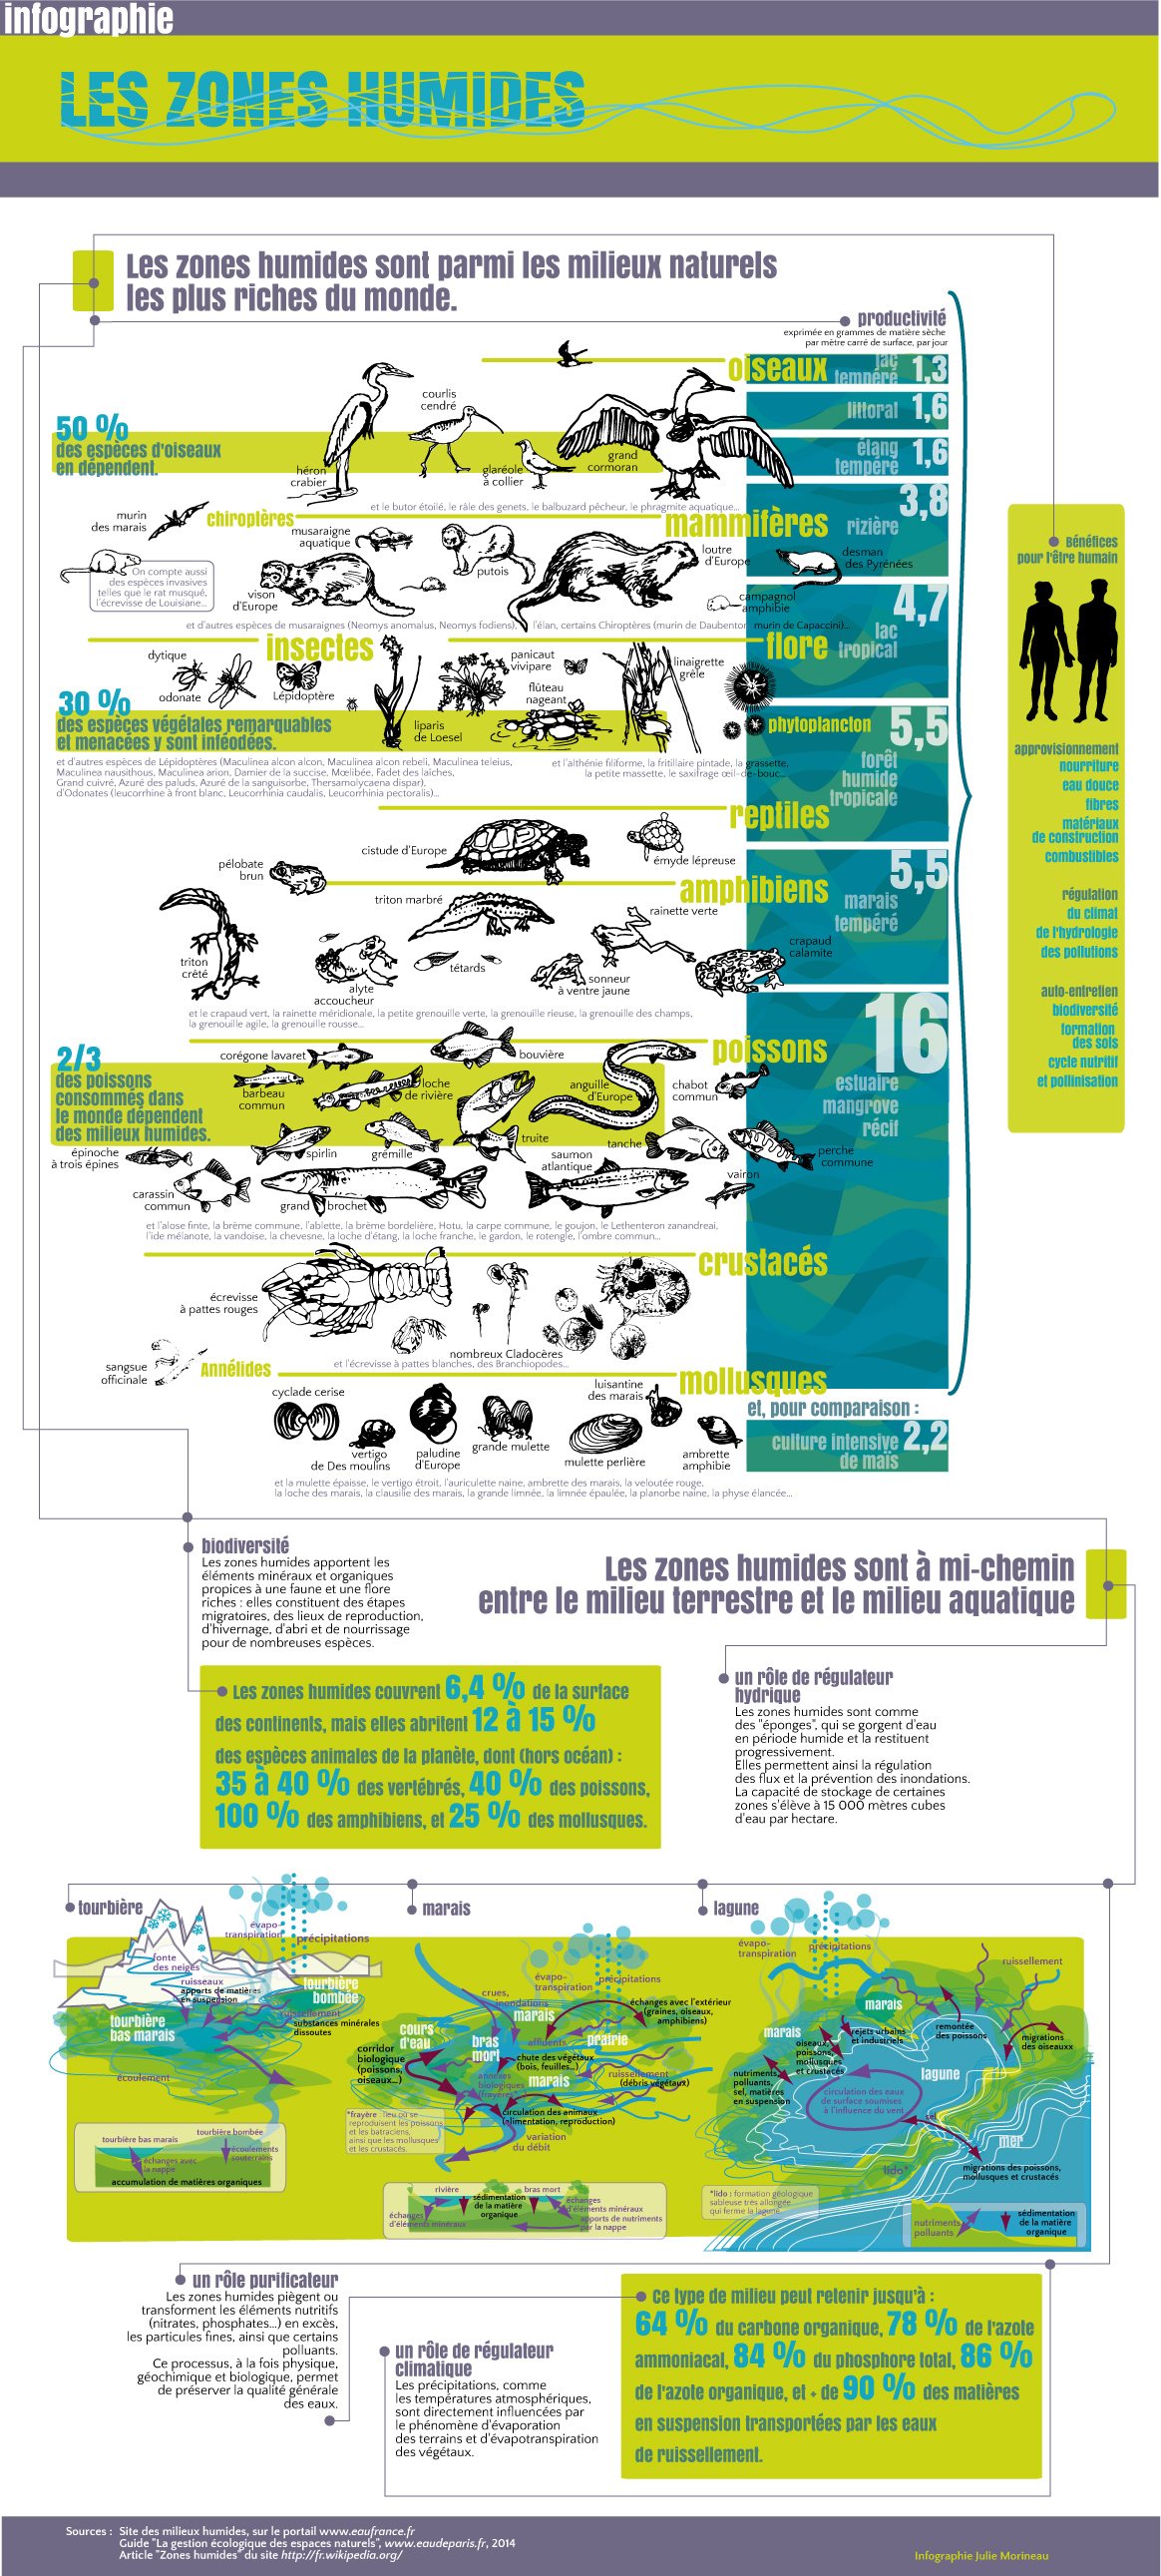 infographie
LES ZONES HUMIDES
Les zones humides sont parmi les milieux naturels
les plus riches du monde.
productivité
exprimée en grammes de matière sèche
par mètre carré de surface, par jour
oiseaux
lac
tempéré
1,3
littoral
1,6
étang
tempéré
1,6
50 %
des espèces d'oiseaux
en dépendent.
courlis
cendré
héron
crabier
glaréole
à collier
grand
cormoran
et le butor étoilé, le râle des genets, le balbuzard pêcheur, le phragmite aquatique...
rizière
3,8
murin
des marais
chiroptères
mammifères
musaraigne
aquatique
putois
loutre
d'Europe
desman
des Pyrénées
On compte aussi
des espèces invasives
telles que le rat musqué,
l'écrevisse de Louisiane...
vison
d'Europe
campagnol
amphibie
et d'autres espèces de musaraignes (Neomys anomalus, Neomys fodiens), l'élan, certains Chiroptères (murin de Daubenton, murin de Capaccini)...
4,7
lac
tropical
Bénéfices
pour l'être humain
insectes
flore
dytique
odonate
Lépidoptère
panicaut
vivipare
linaigrette
grêle
flûteau
nageant
liparis
de Loesel
phytoplancton
30 %
des espèces végétales remarquables
et menacées y sont inféodées.
et d'autres espèces de Lépidoptères (Maculinea alcon alcon, Maculinea alcon rebeli, Maculinea teleius,
Maculinea nausithous, Maculinea arion, Damier de la succise, Mœlibée, Fadet des laîches,
Grand cuivré, Azuré des paluds, Azuré de la sanguisorbe, Thersamolycaena dispar),
d'Odonates (leucorrhine à front blanc, Leucorrhinia caudalis, Leucorrhinia pectoralis)...
et l'althénie filiforme, la fritillaire pintade, la grassette,
la petite massette, le saxifrage œil-de-bouc...
5,5
forêt
humide
tropicale
approvisionnement
nourriture
eau douce
fibres
matériaux
de construction
combustibles
régulation
du climat
de l'hydrologie
des pollutions
auto-entretien
biodiversité
formation
des sols
cycle nutritif
et pollinisation
reptiles
cistude d'Europe
émyde lépreuse
pélobate
brun
amphibiens
5,5
marais
tempéré
triton marbré
rainette verte
triton
crêté
alyte
accoucheur
tétards
sonneur
à ventre jaune
crapaud
calamite
et le crapaud vert, la rainette méridionale, la petite grenouille verte, la grenouille rieuse, la grenouille des champs,
la grenouille agile, la grenouille rousse...
16
estuaire
mangrove
récif
2/3
des poissons
consommés dans
le monde dépendent
des milieux humides.
poissons
corégone lavaret
bouvière
barbeau
commun
loche
de rivière
anguille
d'Europe
chabot
commun
truite
tanche
perche
commune
épinoche
à trois épines
spirlin
grémille
saumon
atlantique
vairon
carassin
commun
grand brochet
et l'alose finte, la brème commune, l'ablette, la brème bordelière, Hotu, la carpe commune, le goujon, le Lethenteron zanandreai,
l'ide mélanote, la vandoise, la chevesne, la loche d'étang, la loche franche, le gardon, le rotengle, l'ombre commun...
crustacés
écrevisse
à pattes rouges
nombreux Cladocères
et l'écrevisse à pattes blanches, des Branchiopodes...
sangsue
officinale
Annélides
mollusques
cyclade cerise
luisantine
des marais
vertigo
de Des moulins
paludine
d'Europe
grande mulette
mulette perlière
ambrette
amphibie
et la mulette épaisse, le vertigo étroit, l'auriculette naine, ambrette des marais, la veloutée rouge,
la loche des marais, la clausilie des marais, la grande limnée, la limnée épaulée, la planorbe naine, la physe élancée...
et, pour comparaison :
culture intensive
de maïs
2,2
biodiversité
Les zones humides apportent les
éléments minéraux et organiques
propices à une faune et une flore
riches : elles constituent des étapes
migratoires, des lieux de reproduction,
d'hivernage, d'abri et de nourrissage
pour de nombreuses espèces.
Les zones humides couvrent 6,4 % de la surface
des continents, mais elles abritent 12 à 15 %
des espèces animales de la planète, dont (hors océan) :
35 à 40 % des vertébrés, 40 % des poissons,
100 % des amphibiens, et 25 % des mollusques.
Les zones humides sont à mi-chemin
entre le milieu terrestre et le milieu aquatique
un rôle de régulateur
hydrique
Les zones humides sont comme
des "éponges", qui se gorgent d'eau
en période humide et la restituent
progressivement.
Elles permettent ainsi la régulation
des flux et la prévention des inondations.
La capacité de stockage de certaines
zones s'élève à 15 000 mètres cubes
d'eau par hectare.
tourbière
évapo-
transpiration
précipitations
fonte
des neiges
ruisseaux
apports de matières
en suspension
tourbière
bombée
ruissellement
substances minérales
dissoutes
tourbière
bas marais
écoulement
tourbière bas marais
tourbière bombée
échanges avec
la nappe
écoulements
souterrains
accumulation de matières organiques
marais
évapo-
transpiration
précipitations
crues,
inondations
échanges avec l'extérieur
(graines, oiseaux,
amphibiens)
marais
cours
d'eau
bras
mort
affluents
prairie
corridor
biologique
(poissons,
oiseaux...)
chute des végétaux
(bois, feuilles...)
annexes
biologiques
(frayères*...)
marais
ruissellement
(débris végétaux)
circulation des animaux
(alimentation, reproduction)
*frayère : lieu où se
reproduisent les poissons
et les batraciens,
ainsi que les mollusques
et les crustacés.
variation
du débit
rivière
bras mort
sédimentation
de la matière
organique
échanges
d'éléments minéraux
échanges
d'éléments minéraux
apports de nutriments
par la nappe
lagune
évapo-
transpiration
précipitations
ruissellement
marais
marais
rejets urbains
et industriels
remontée
des poissons
migrations
des oiseauxx
oiseaux,
poissons,
mollusques
et crustacés
nutriments,
polluants,
sel, matières
en suspension
lagune
circulation des eaux
de surface soumises
à l'influence du vent
sel
mer
lido*
migrations des poissons,
mollusques et crustacés
*lido : formation géologique
sableuse très allongée
qui ferme la lagune.
nutriments
polluants
sédimentation
de la matière
organique
un rôle purificateur
Les zones humides piègent ou
transforment les éléments nutritifs
(nitrates, phosphates...) en excès,
les particules fines, ainsi que certains
polluants.
Ce processus, à la fois physique,
géochimique et biologique, permet
de préserver la qualité générale
des eaux.
un rôle de régulateur
climatique
Les précipitations, comme
les températures atmosphériques,
sont directement influencées par
le phénomène d'évaporation
des terrains et d'évapotranspiration
des végétaux.
Ce type de milieu peut retenir jusqu'à :
64 % du carbone organique, 78 % de l'azote
ammoniacal, 84 % du phosphore total, 86 %
de l'azote organique, et + de 90 % des matières
en suspension transportées par les eaux
de ruissellement.
Sources : Site des milieux humides, sur le portail www.eaufrance.fr
Guide "La gestion écologique des espaces naturels", www.eaudeparis.fr, 2014
Article "Zones humides" du site http://fr.wikipedia.org/
Infographie Julie Morineau